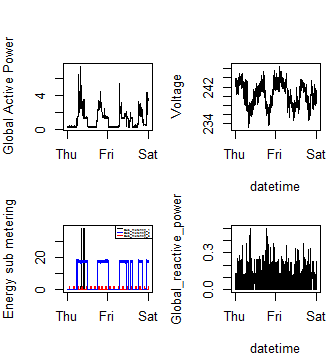 Global Active Power
0 4
Thu Fri Sat
Voltage
234 242
Thu Fri Sat
datetime
Energy sub metering
0 20
Thu Fri Sat
Global_reactive_power
0.0 0.3
Thu Fri Sat
datetime